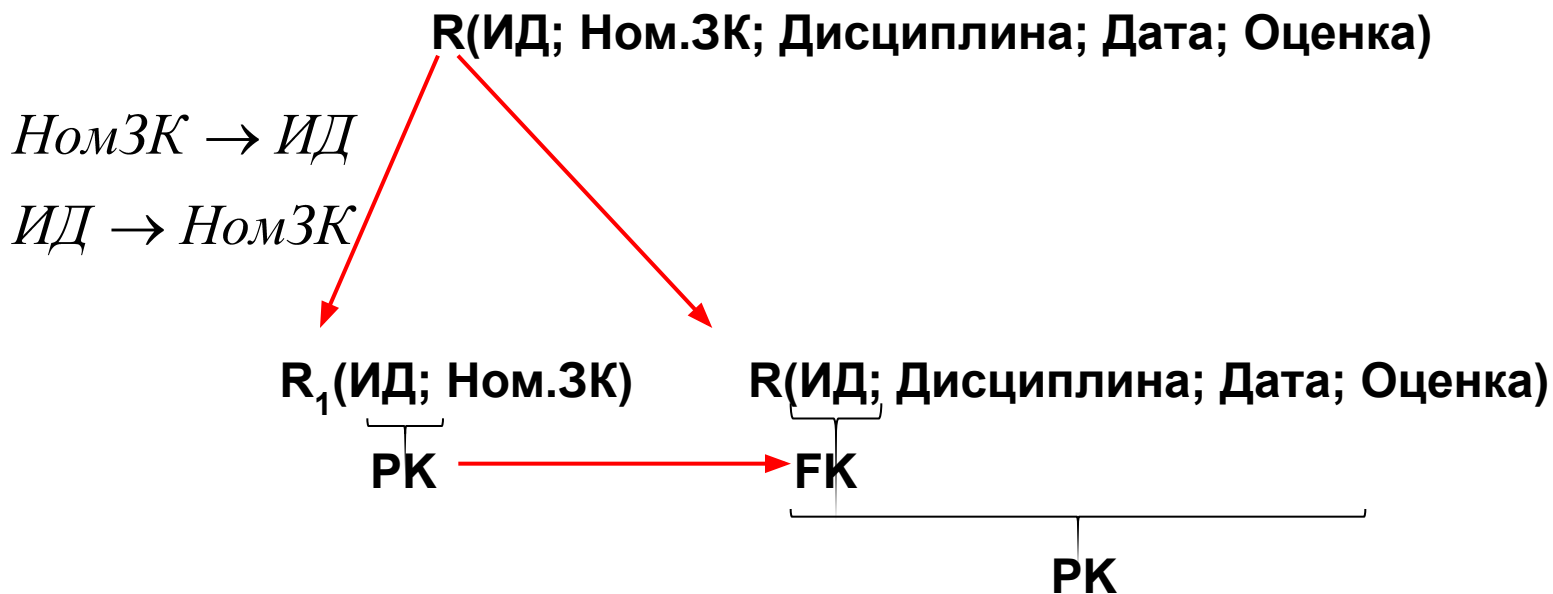 R(ИД; Ном.ЗК; Дисциплина; Дата; Оценка)
НомЗК → ИД
ИД → НомЗК
R₁(ИД; Ном.ЗК) R(ИД; Дисциплина; Дата; Оценка)
PK FK
PK